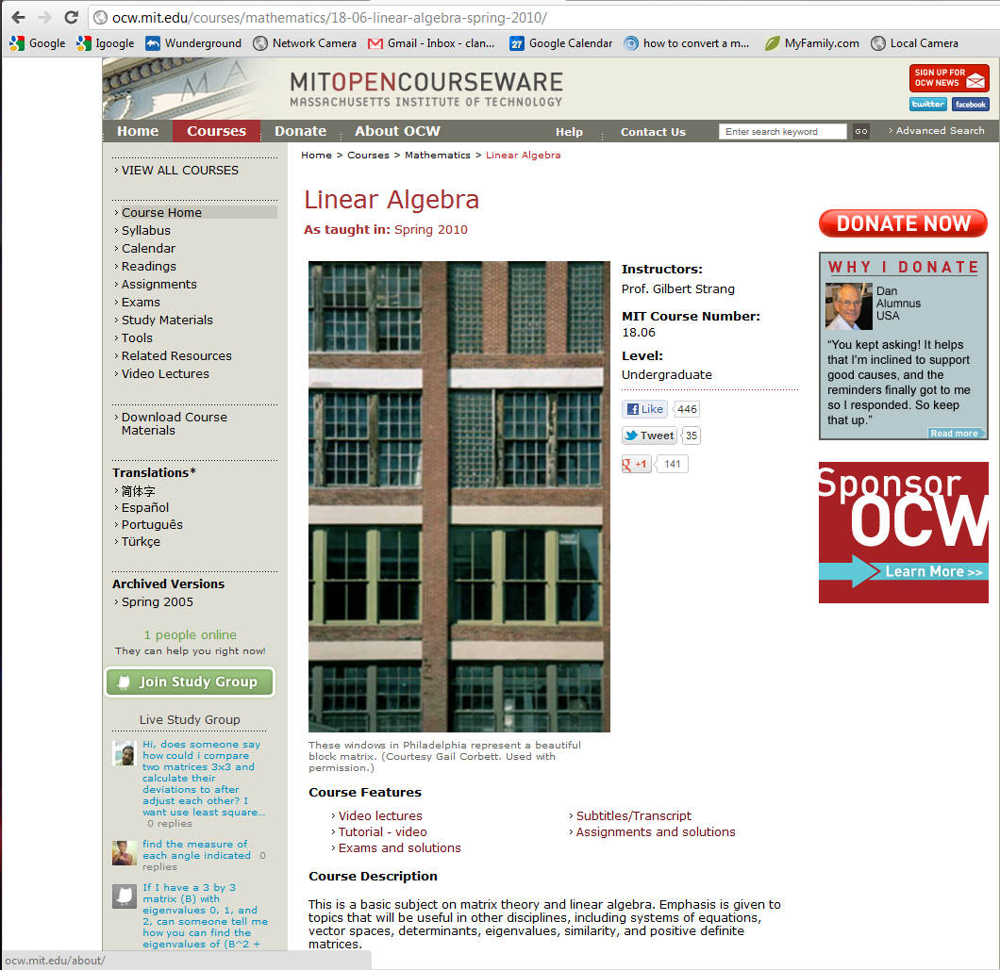 ocw.mit.edu/courses/mathematics/18-06-linear-algebra-spring-2010/
Google Igoogle Wunderground Network Camera Gmail - Inbox - clan... Google Calendar how to convert a m... MyFamily.com Local Camera
MITOPENCOURSEWARE
MASSACHUSETTS INSTITUTE OF TECHNOLOGY
SIGN UP FOR
OCW NEWS
twitter facebook
Home Courses Donate About OCW Help Contact Us Enter search keyword GO › Advanced Search
› VIEW ALL COURSES
› Course Home
› Syllabus
› Calendar
› Readings
› Assignments
› Exams
› Study Materials
› Tools
› Related Resources
› Video Lectures
› Download Course
Materials
Translations*
› 简体字
› Español
› Português
› Türkçe
Archived Versions
› Spring 2005
1 people online
They can help you right now!
Join Study Group
Live Study Group
Hi, does someone say
how could i compare
two matrices 3x3 and
calculate their
deviations to after
adjust each other? I
want use least square...
0 replies
find the measure of
each angle indicated 0
replies
If I have a 3 by 3
matrix (B) with
eigenvalues 0, 1, and
2, can someone tell me
how you can find the
eigenvalues of (B^2 +
Home > Courses > Mathematics > Linear Algebra
Linear Algebra
As taught in: Spring 2010
Instructors:
Prof. Gilbert Strang
MIT Course Number:
18.06
Level:
Undergraduate
Like 446
Tweet 35
g +1 141
These windows in Philadelphia represent a beautiful
block matrix. (Courtesy Gail Corbett. Used with
permission.)
Course Features
› Video lectures
› Tutorial - video
› Exams and solutions
› Subtitles/Transcript
› Assignments and solutions
Course Description
This is a basic subject on matrix theory and linear algebra. Emphasis is given to
topics that will be useful in other disciplines, including systems of equations,
vector spaces, determinants, eigenvalues, similarity, and positive definite
matrices.
DONATE NOW
WHY I DONATE
Dan
Alumnus
USA
“You kept asking! It helps
that I'm inclined to support
good causes, and the
reminders finally got to me
so I responded. So keep
that up.”
Read more
Sponsor
OCW
Learn More >>
ocw.mit.edu/about/